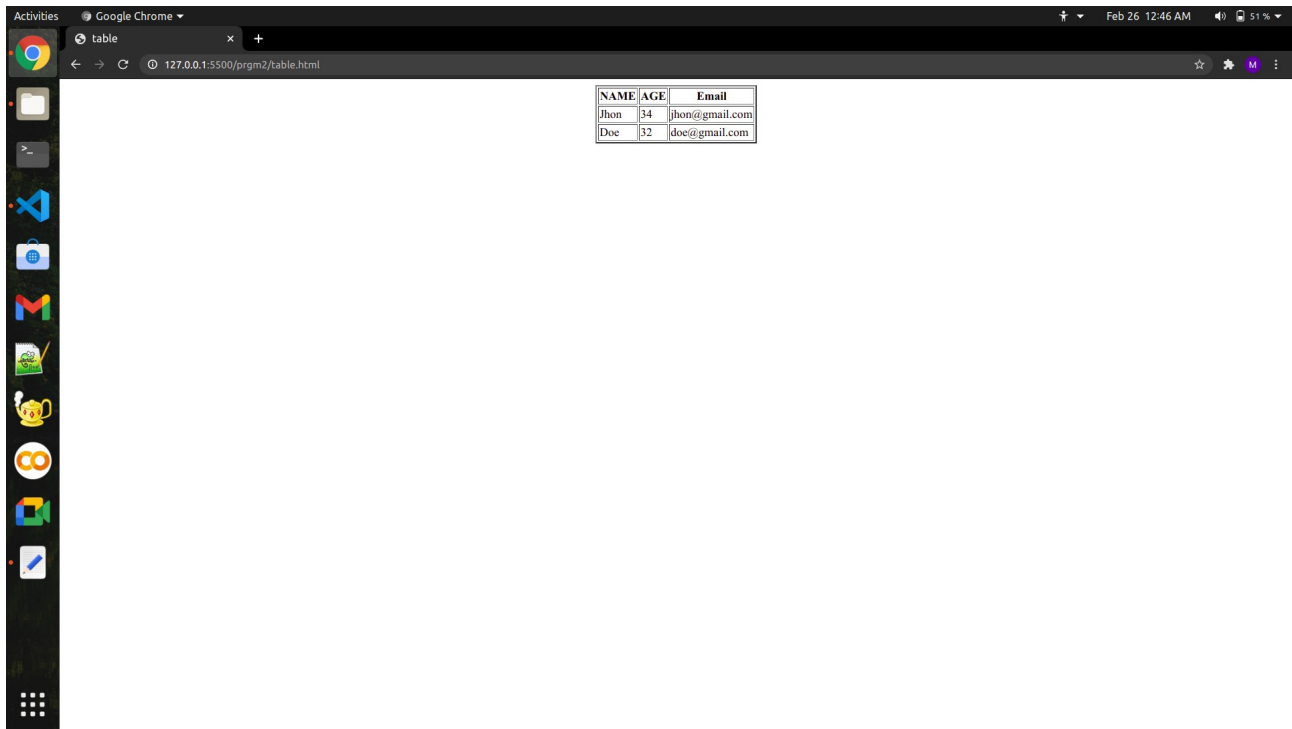 Activities Google Chrome Feb 26 12:46 AM 51 %
table
127.0.0.1:5500/prgm2/table.html M
NAME AGE Email
Jhon 34 jhon@gmail.com
Doe 32 doe@gmail.com